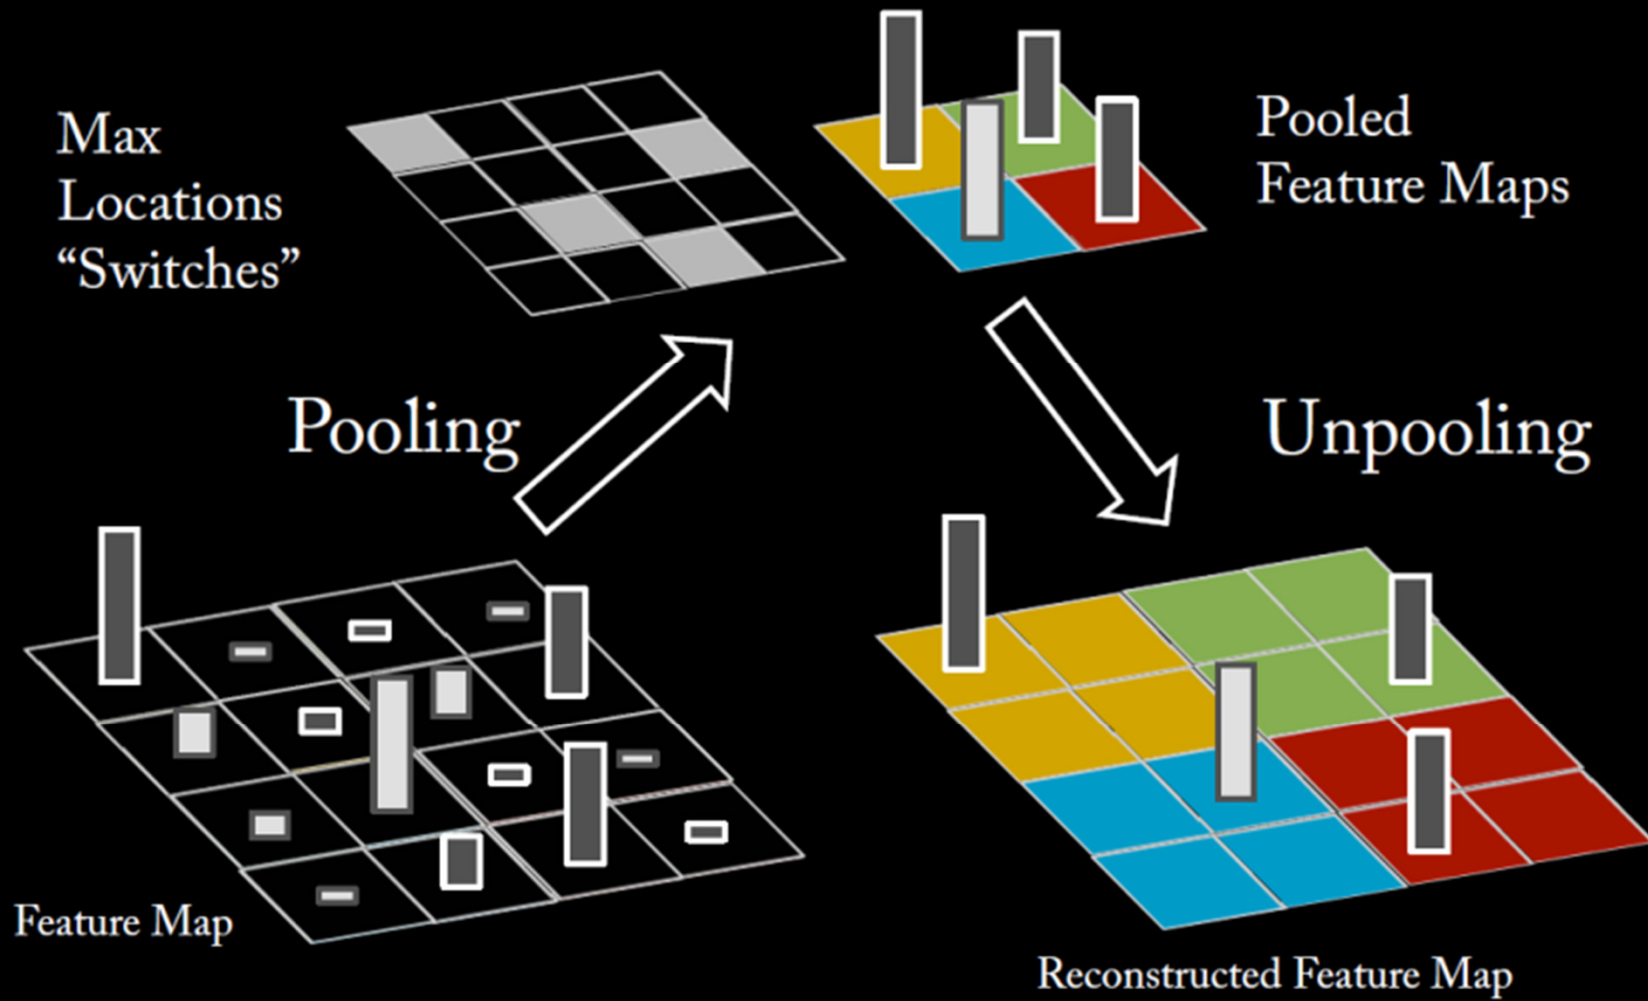 Max
Locations
“Switches”
Pooled
Feature Maps
Pooling
Unpooling
Feature Map
Reconstructed Feature Map